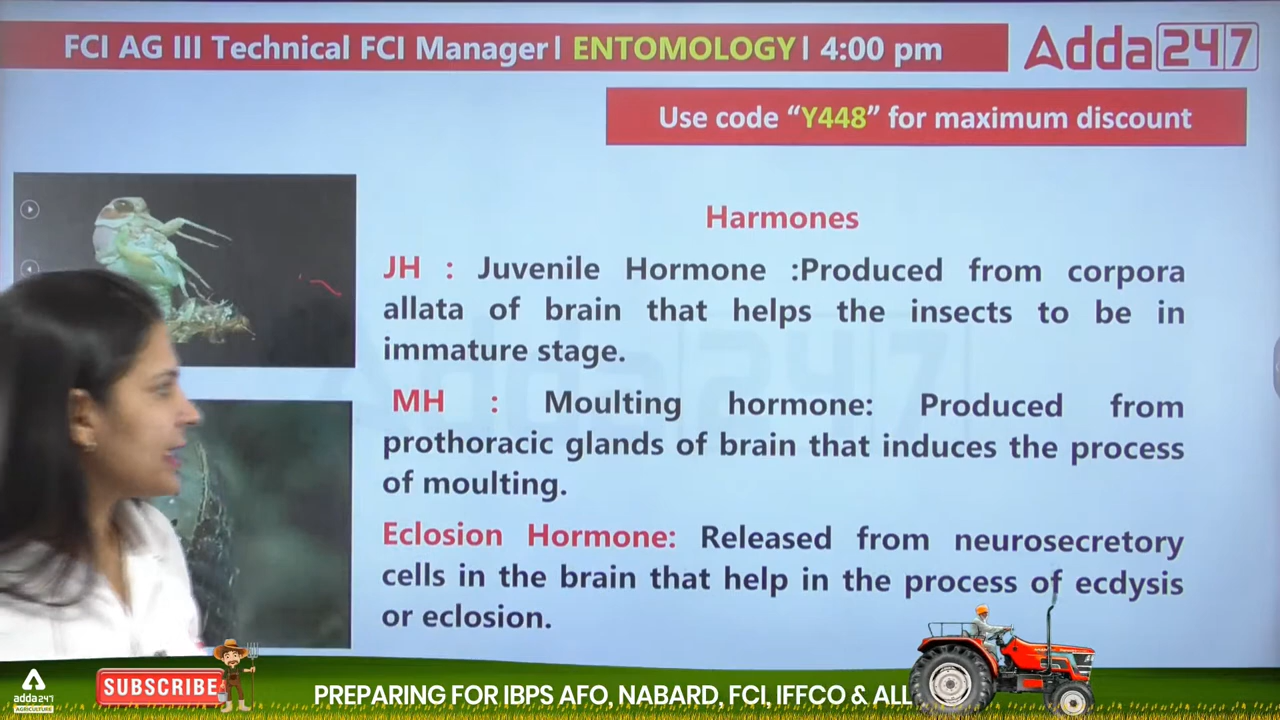 FCI AG III Technical FCI Manager| ENTOMOLOGY| 4:00 pm
Adda247
Use code “Y448” for maximum discount
Harmones
JH : Juvenile Hormone :Produced from corpora
allata of brain that helps the insects to be in
immature stage.
MH : Moulting hormone: Produced from
prothoracic glands of brain that induces the process
of moulting.
Eclosion Hormone: Released from neurosecretory
cells in the brain that help in the process of ecdysis
or eclosion.
adda247
AGRICULTURE
SUBSCRIBE
PREPARING FOR IBPS AFO, NABARD, FCI, IFFCO & ALL